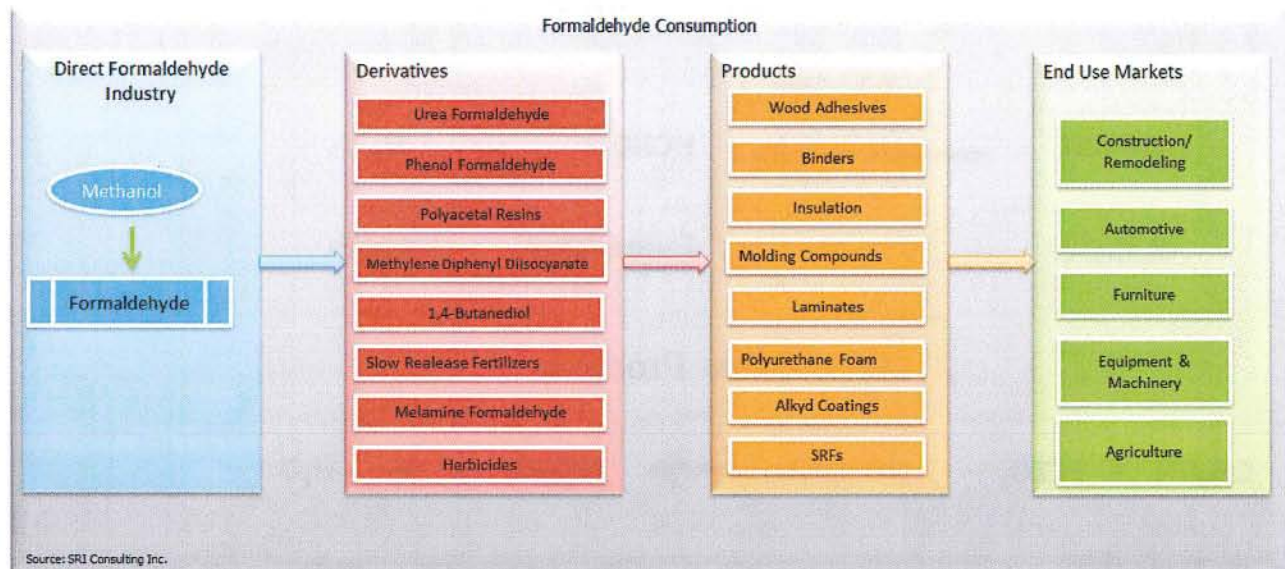 Formaldehyde Consumption
Direct Formaldehyde
Industry
Methanol
Formaldehyde
Derivatives
Urea Formaldehyde
Phenol Formaldehyde
Polyacetal Resins
Methylene Diphenyl Diisocyanate
1,4-Butanediol
Slow Realease Fertilizers
Melamine Formaldehyde
Herbicides
Products
Wood Adhesives
Binders
Insulation
Molding Compounds
Laminates
Polyurethane Foam
Alkyd Coatings
SRFs
End Use Markets
Construction/
Remodeling
Automotive
Furniture
Equipment &
Machinery
Agriculture
Source: SRI Consulting Inc.